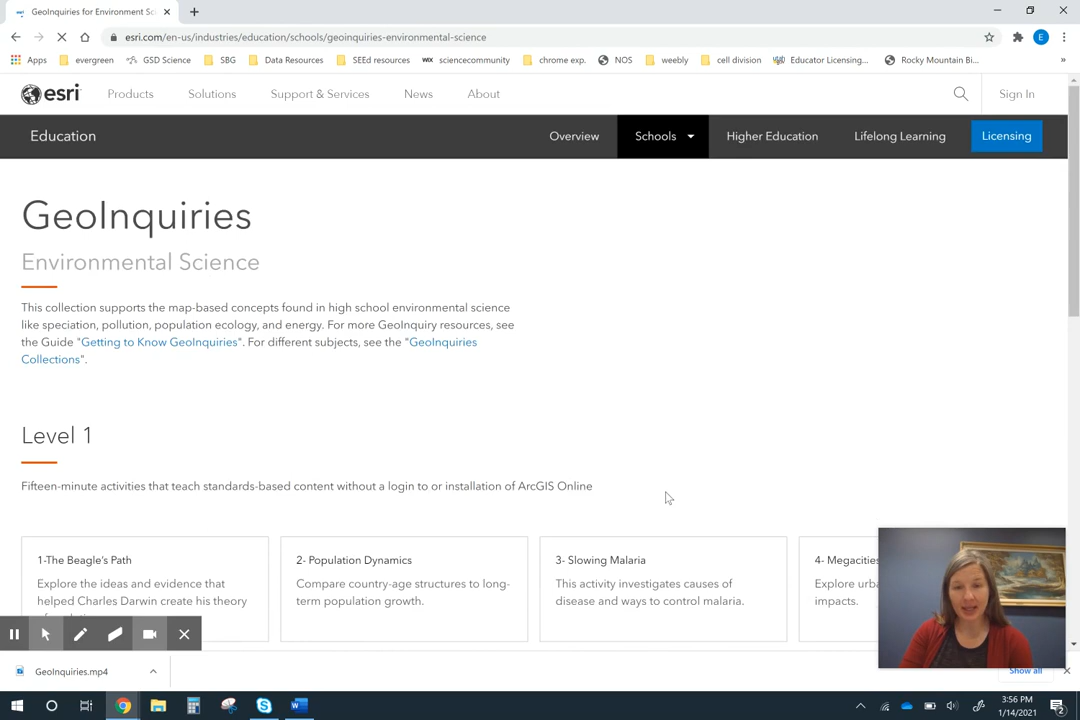 GeoInquiries for Environment Sc
esri.com/en-us/industries/education/schools/geoinquiries-environmental-science
E
Apps evergreen GSD Science SBG Data Resources SEEd resources WIX sciencecommunity chrome exp. NOS weebly cell division Educator Licensing... Rocky Mountain Bi... »
esri Products Solutions Support & Services News About Sign In
Education Overview Schools Higher Education Lifelong Learning Licensing
GeoInquiries
Environmental Science
This collection supports the map-based concepts found in high school environmental science
like speciation, pollution, population ecology, and energy. For more GeoInquiry resources, see
the Guide "Getting to Know GeoInquiries". For different subjects, see the "GeoInquiries
Collections".
Level 1
Fifteen-minute activities that teach standards-based content without a login to or installation of ArcGIS Online
1-The Beagle's Path
Explore the ideas and evidence that
helped Charles Darwin create his theory
2- Population Dynamics
Compare country-age structures to long-
term population growth.
3- Slowing Malaria
This activity investigates causes of
disease and ways to control malaria.
4- Megacities
Explore urba
impacts.
GeoInquiries.mp4
Show all
3:56 PM
1/14/2021
2